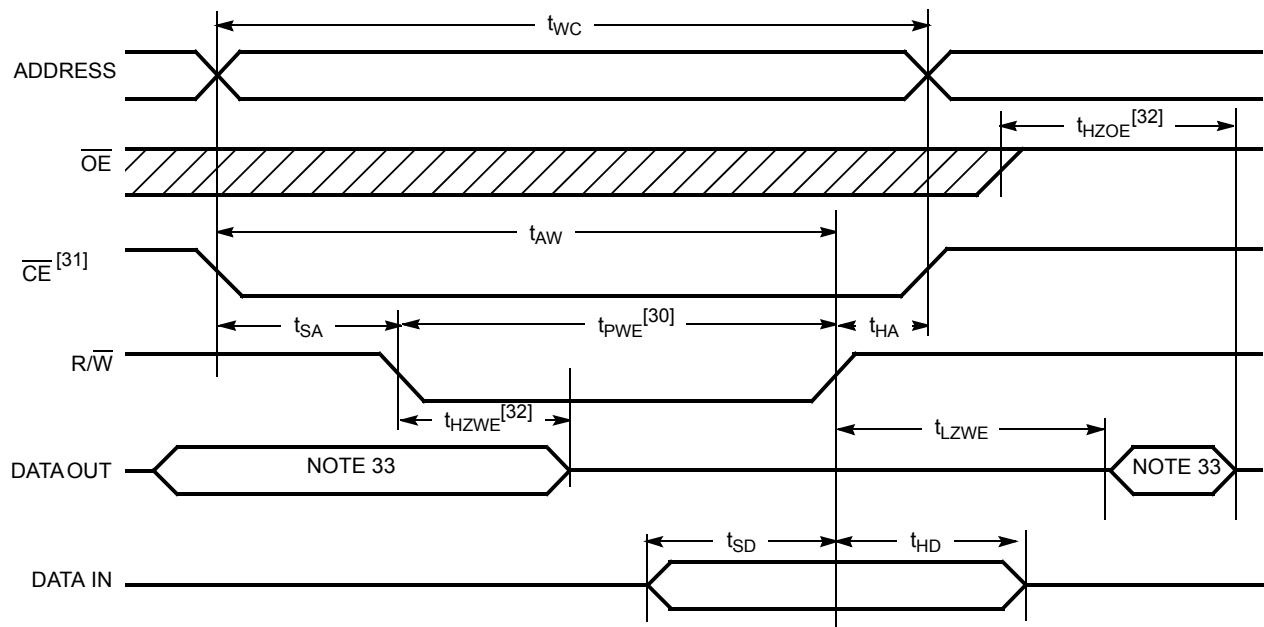 tWC
ADDRESS
tHZOE[32]
OE
tAW
CE[31]
tSA
tPWE[30]
tHA
R/W
tHZWE[32]
tLZWE
DATA OUT
NOTE 33
NOTE 33
tSD
tHD
DATA IN